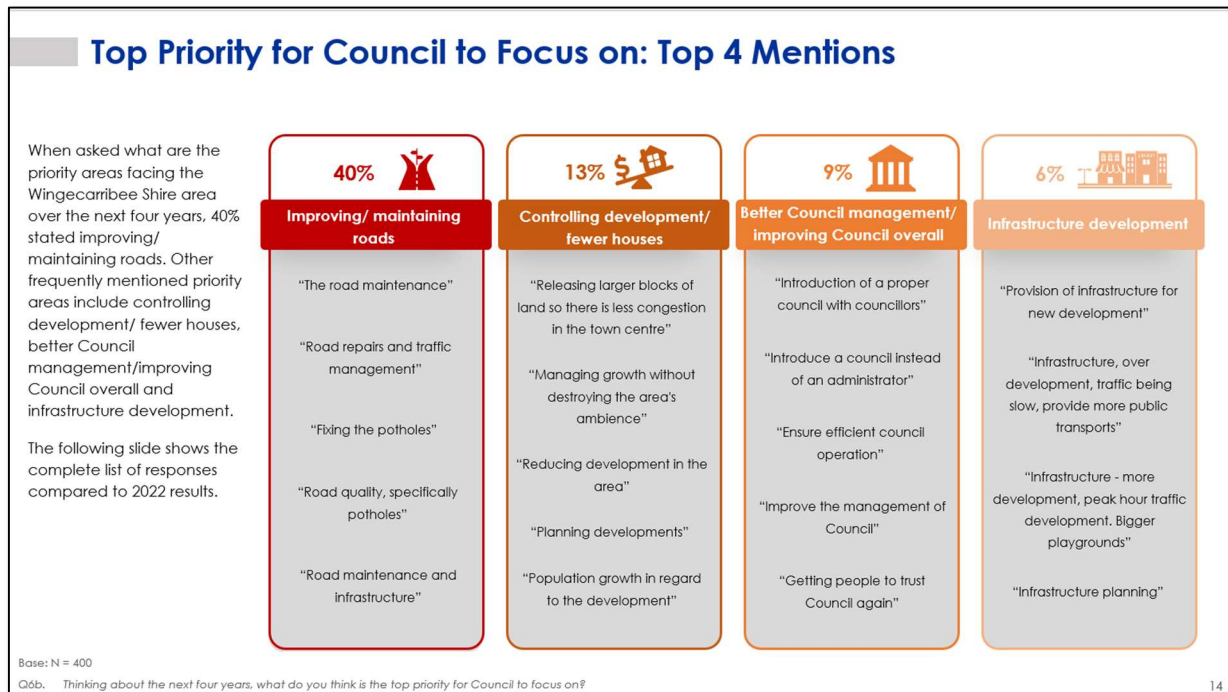 Top Priority for Council to Focus on: Top 4 Mentions
When asked what are the
priority areas facing the
Wingecarribee Shire area
over the next four years, 40%
stated improving/
maintaining roads. Other
frequently mentioned priority
areas include controlling
development/ fewer houses,
better Council
management/improving
Council overall and
infrastructure development.
The following slide shows the
complete list of responses
compared to 2022 results.
40%
Improving/ maintaining
roads
“The road maintenance”
“Road repairs and traffic
management”
“Fixing the potholes”
“Road quality, specifically
potholes”
“Road maintenance and
infrastructure”
13%
$
Controlling development/
fewer houses
“Releasing larger blocks of
land so there is less congestion
in the town centre”
“Managing growth without
destroying the area's
ambience”
“Reducing development in the
area”
“Planning developments”
“Population growth in regard
to the development”
9%
Better Council management/
improving Council overall
“Introduction of a proper
council with councillors”
“Introduce a council instead
of an administrator”
“Ensure efficient council
operation”
“Improve the management of
Council”
“Getting people to trust
Council again”
6%
Infrastructure development
“Provision of infrastructure for
new development”
“Infrastructure, over
development, traffic being
slow, provide more public
transports”
“Infrastructure - more
development, peak hour traffic
development. Bigger
playgrounds”
“Infrastructure planning”
Base: N = 400
Q6b. Thinking about the next four years, what do you think is the top priority for Council to focus on?
14